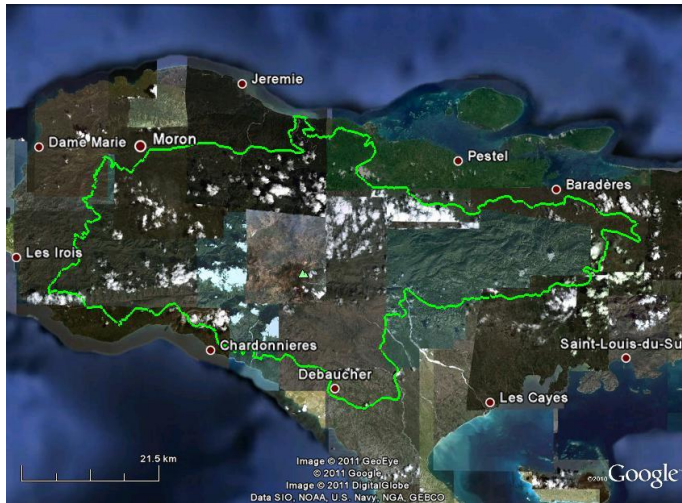 Jeremie
Dame Marie
Moron
Pestel
Baradères
Les Irois
Chardonnieres
Saint-Louis-du-Su
Debaucher
Les Cayes
21.5 km
Image © 2011 GeoEye
© 2011 Google
Image © 2011 DigitalGlobe
Data SIO, NOAA, U.S. Navy, NGA, GEBCO
©2010 Google